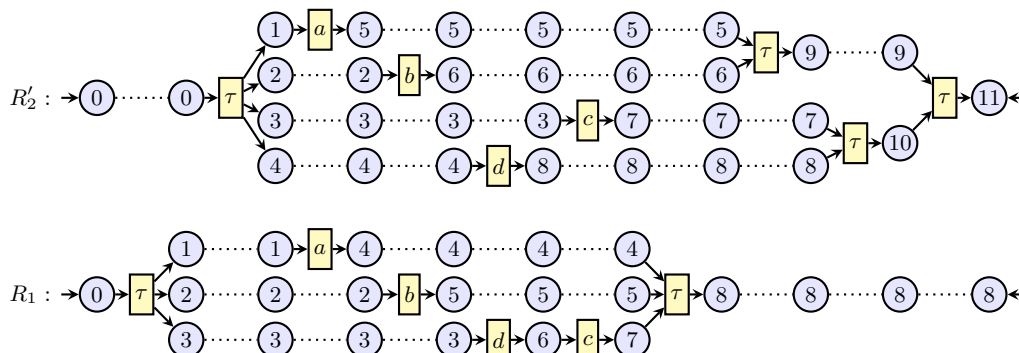 1 a 5 5 5 5 5
τ 9 9
2 2 b 6 6 6 6
R′₂ : 0 0 τ τ 11
3 3 3 3 c 7 7 7
τ 10
4 4 4 d 8 8 8 8
1 1 a 4 4 4 4
R₁ : 0 τ 2 2 2 b 5 5 5 τ 8 8 8 8
3 3 3 3 d 6 c 7